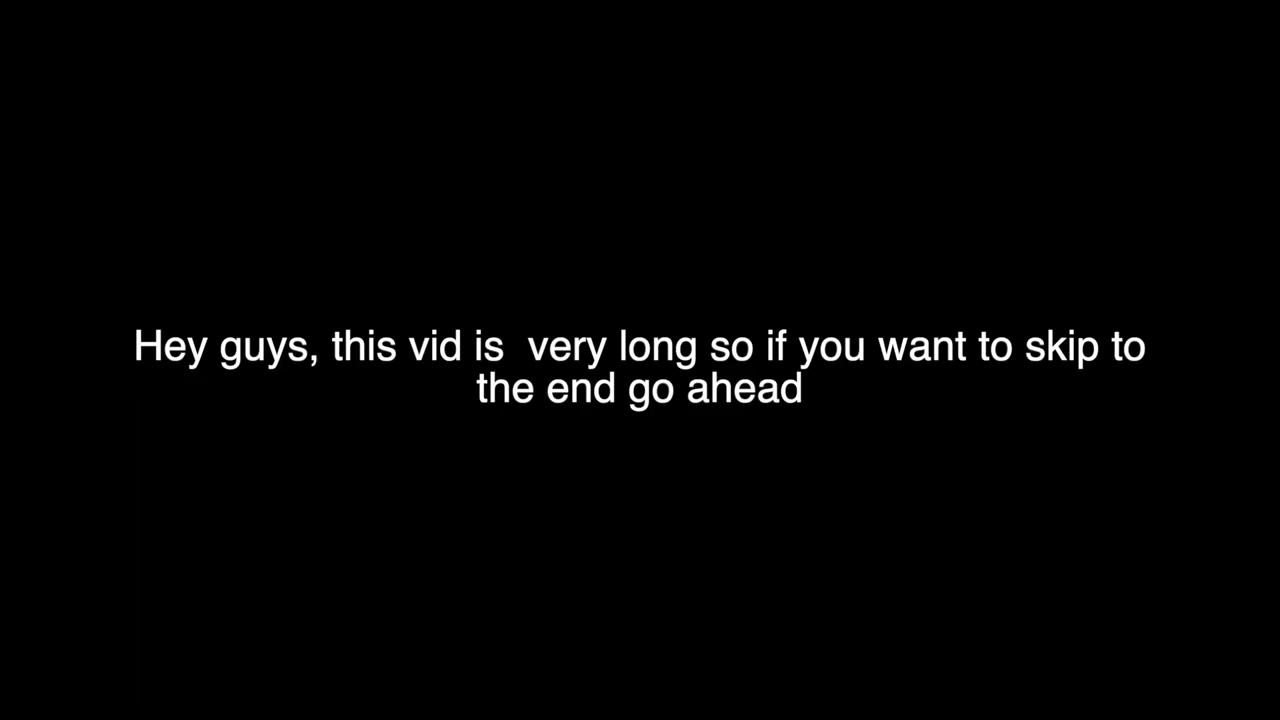 Hey guys, this vid is  very long so if you want to skip to
the end go ahead